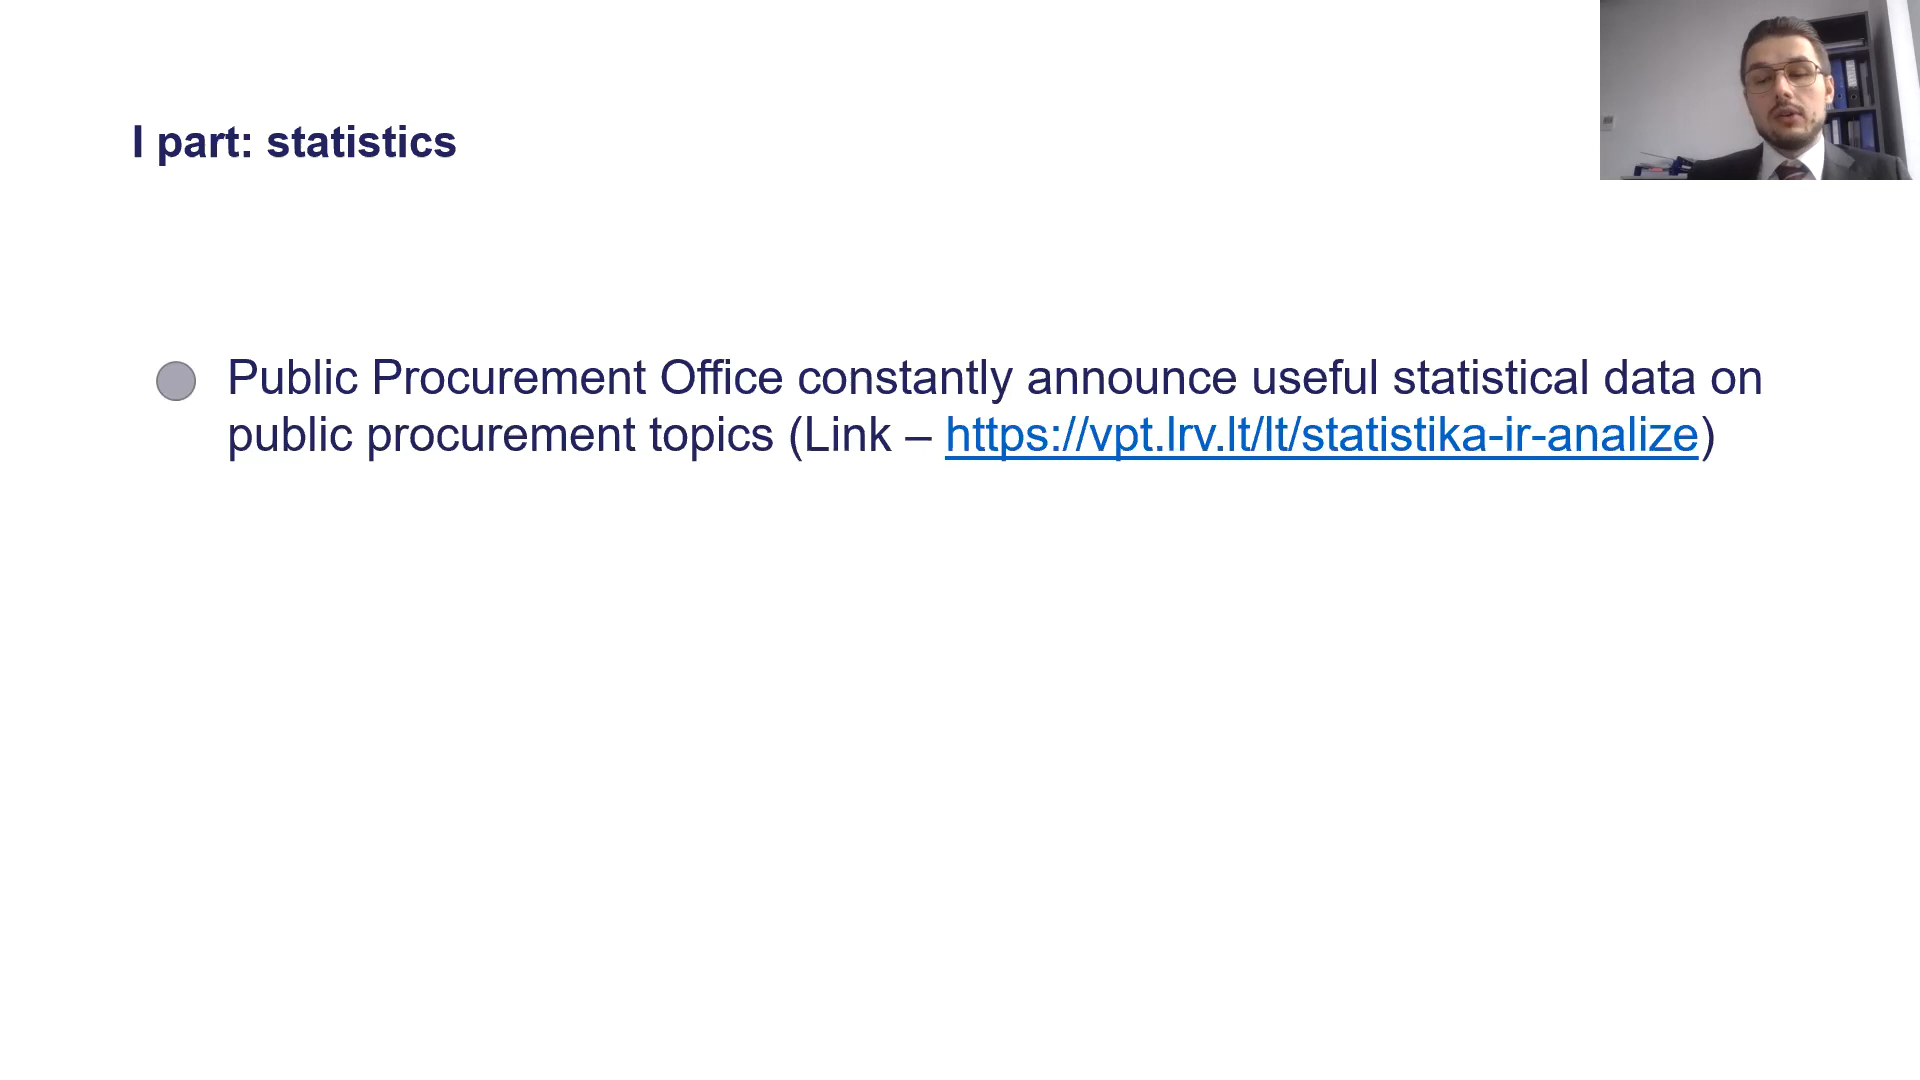 I part: statistics
Public Procurement Office constantly announce useful statistical data on
public procurement topics (Link – https://vpt.lrv.lt/lt/statistika-ir-analize)